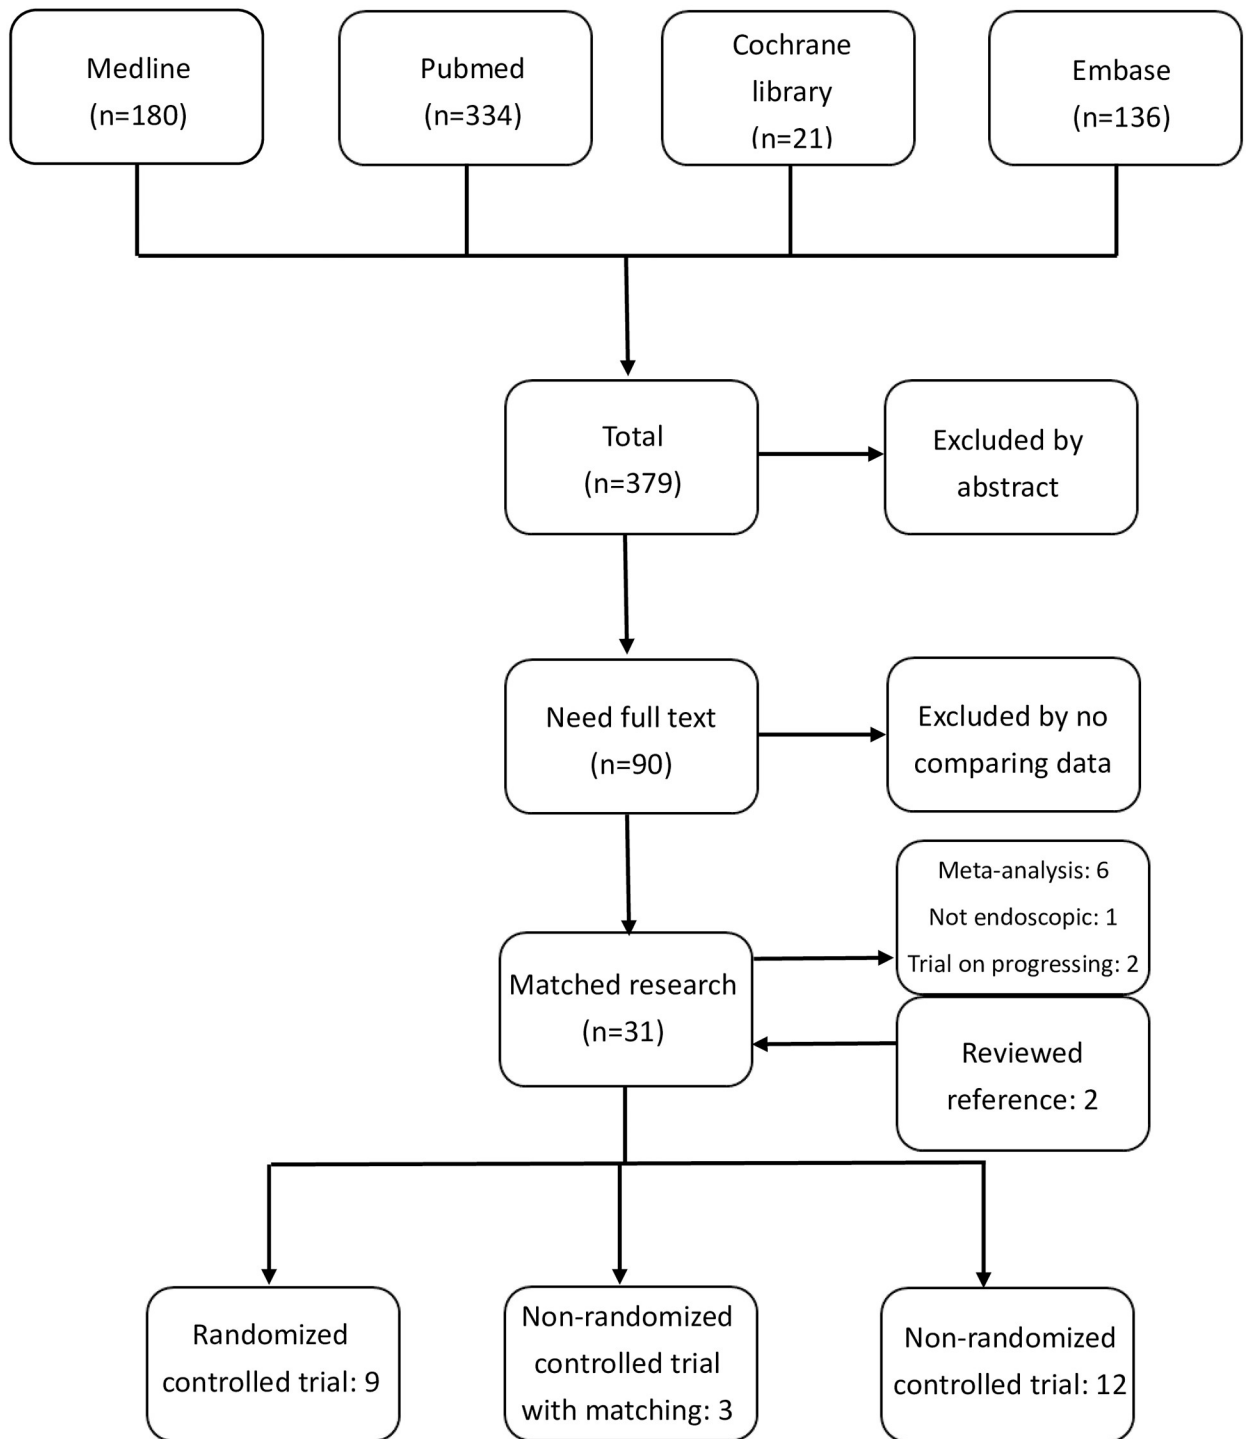 Medline
(n=180)
Pubmed
(n=334)
Cochrane
library
(n=21)
Embase
(n=136)
Total
(n=379)
Excluded by
abstract
Need full text
(n=90)
Excluded by no
comparing data
Matched research
(n=31)
Meta-analysis: 6
Not endoscopic: 1
Trial on progressing: 2
Reviewed
reference: 2
Randomized
controlled trial: 9
Non-randomized
controlled trial
with matching: 3
Non-randomized
controlled trial: 12